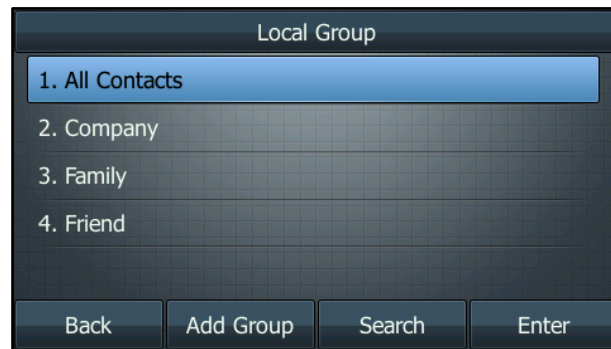 Local Group
1. All Contacts
2. Company
3. Family
4. Friend
Back Add Group Search Enter